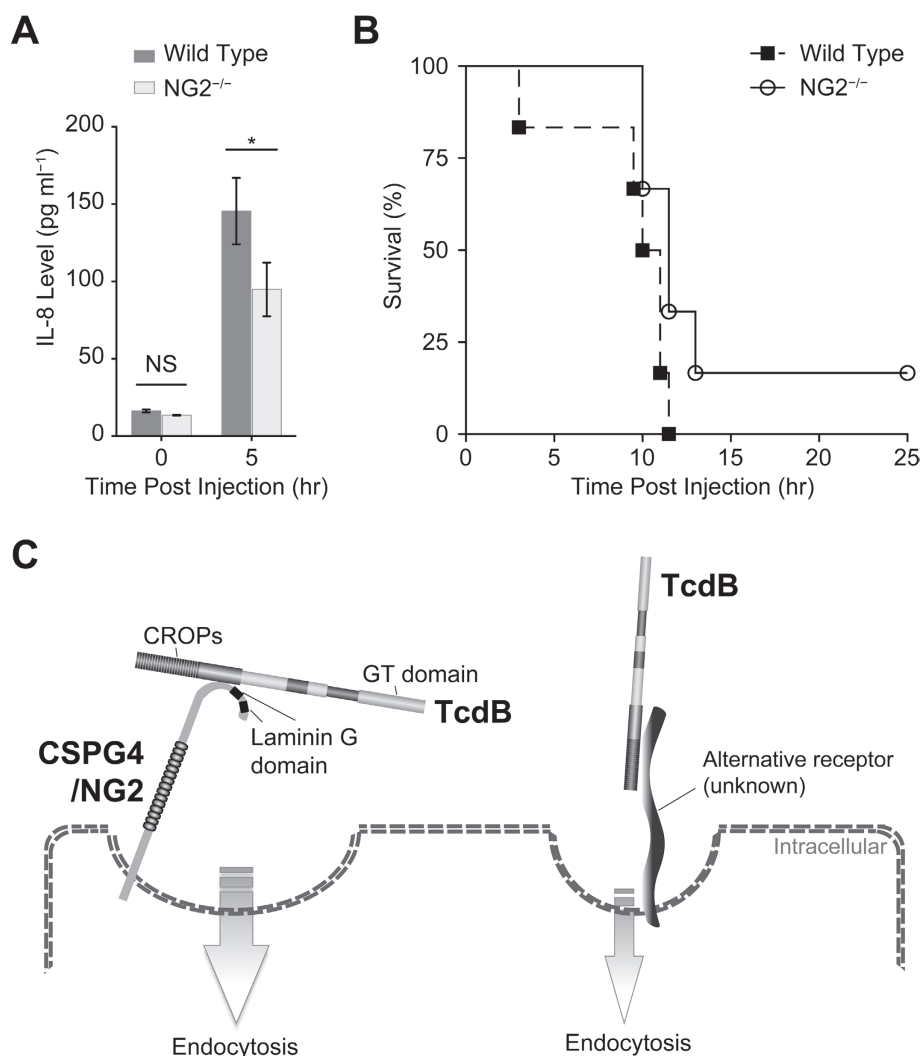 A
Wild Type
NG2⁻/⁻
IL-8 Level (pg ml⁻¹)
200
150
100
50
0
NS
*
0
5
Time Post Injection (hr)
B
Wild Type
NG2⁻/⁻
Survival (%)
100
75
50
25
0
0
5
10
15
20
25
Time Post Injection (hr)
C
CROPs
GT domain
TcdB
Laminin G
domain
CSPG4
/NG2
Endocytosis
TcdB
Alternative receptor
(unknown)
Intracellular
Endocytosis